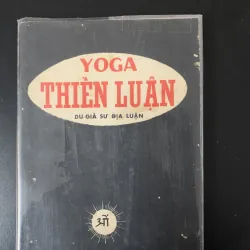 YOGA
THIỀN LUẬN
DU-GIÀ SƯ ĐỊA LUẬN